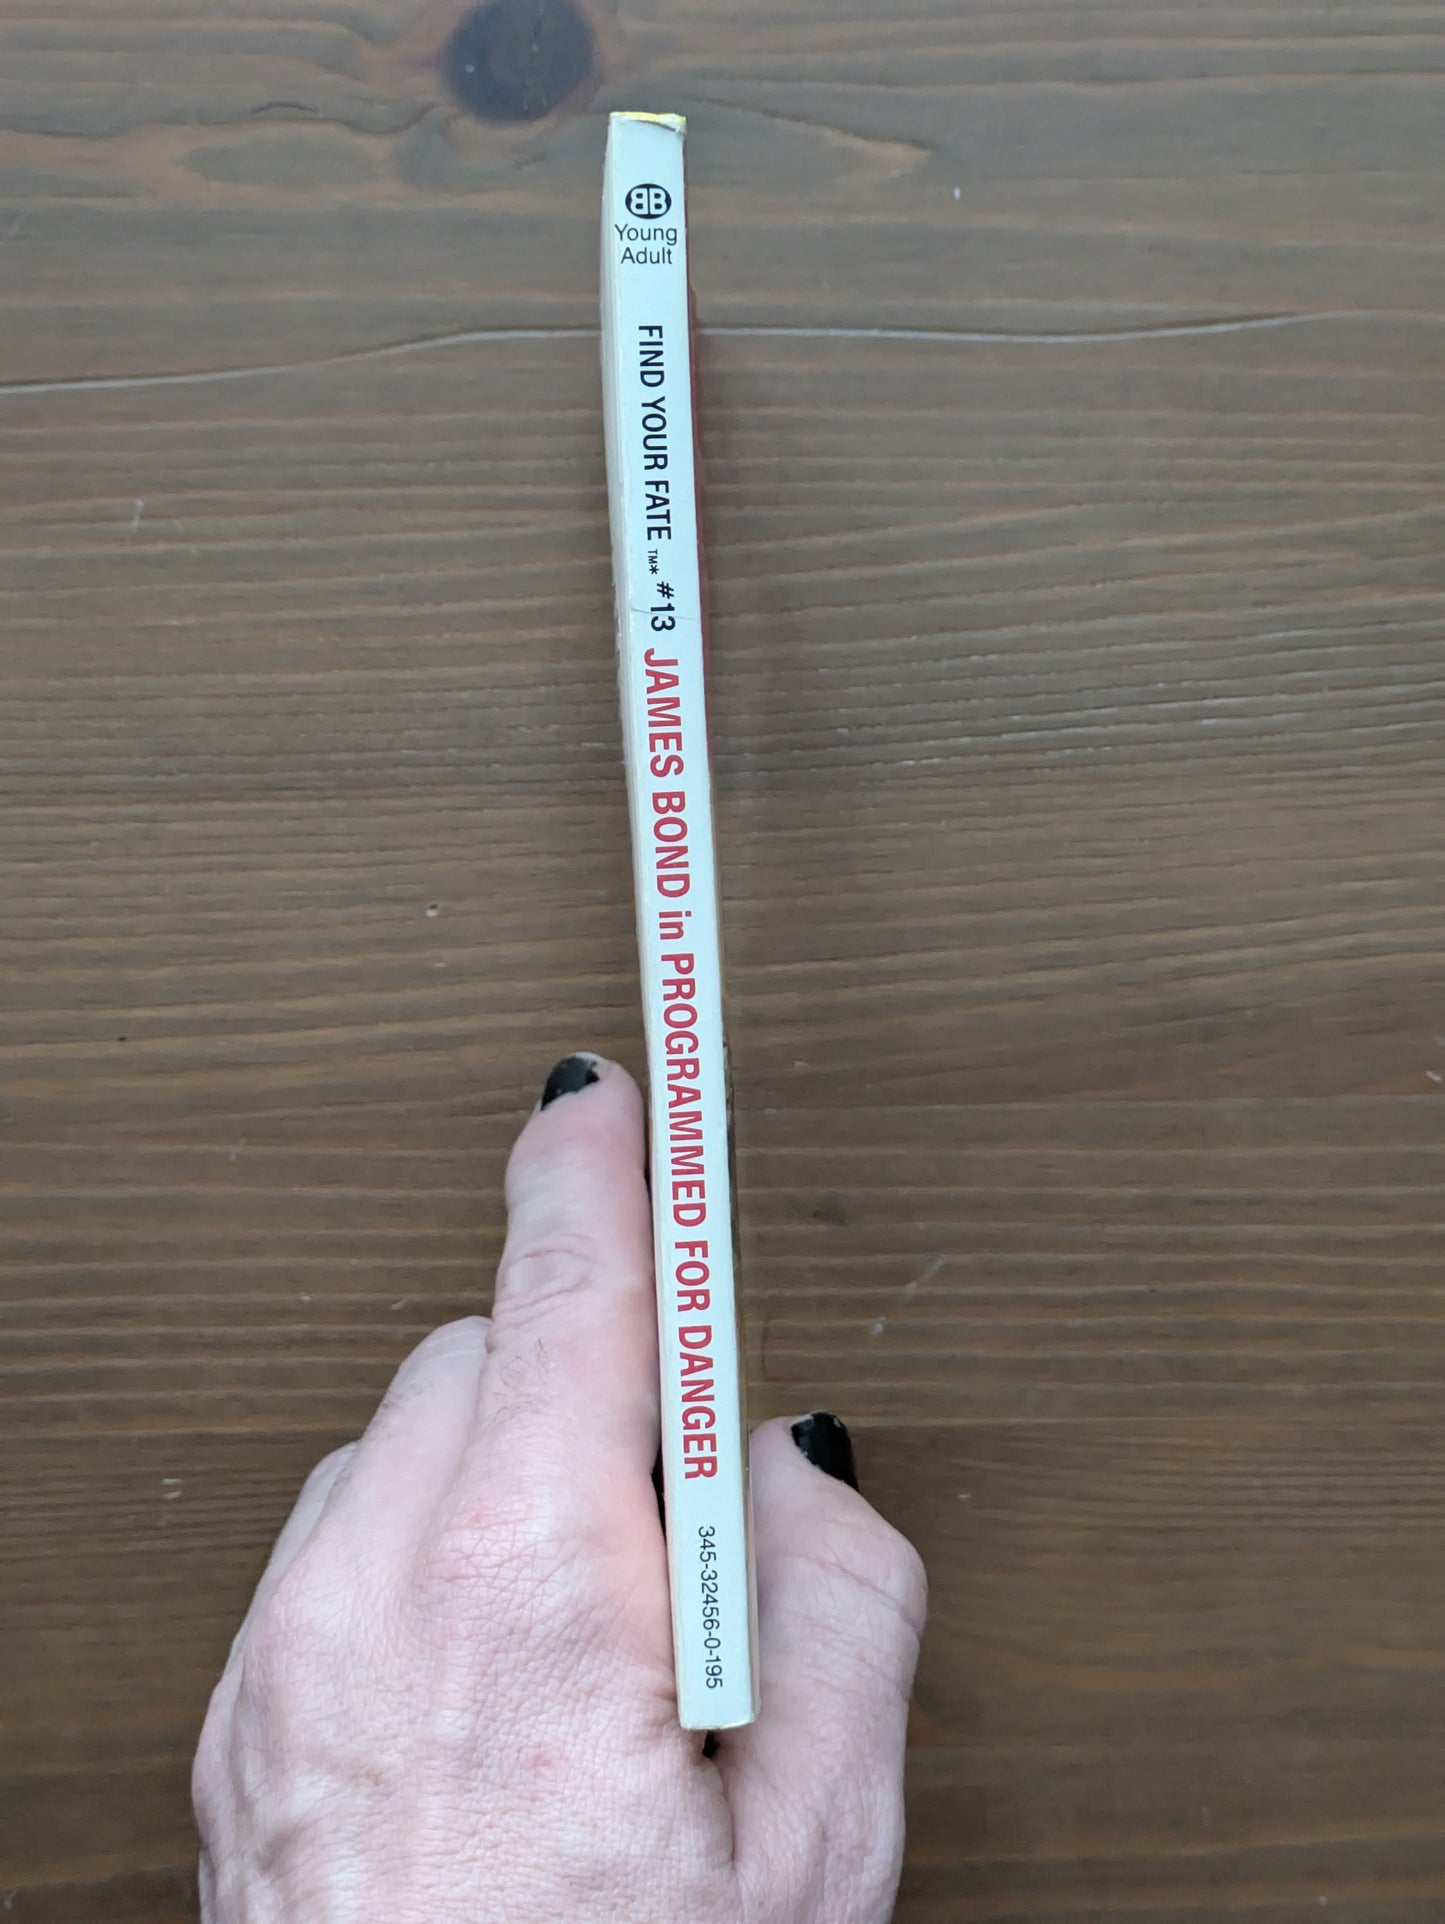 BB
Young
Adult
FIND YOUR FATE ™* #13 JAMES BOND in PROGRAMMED FOR DANGER
345-32456-0-195